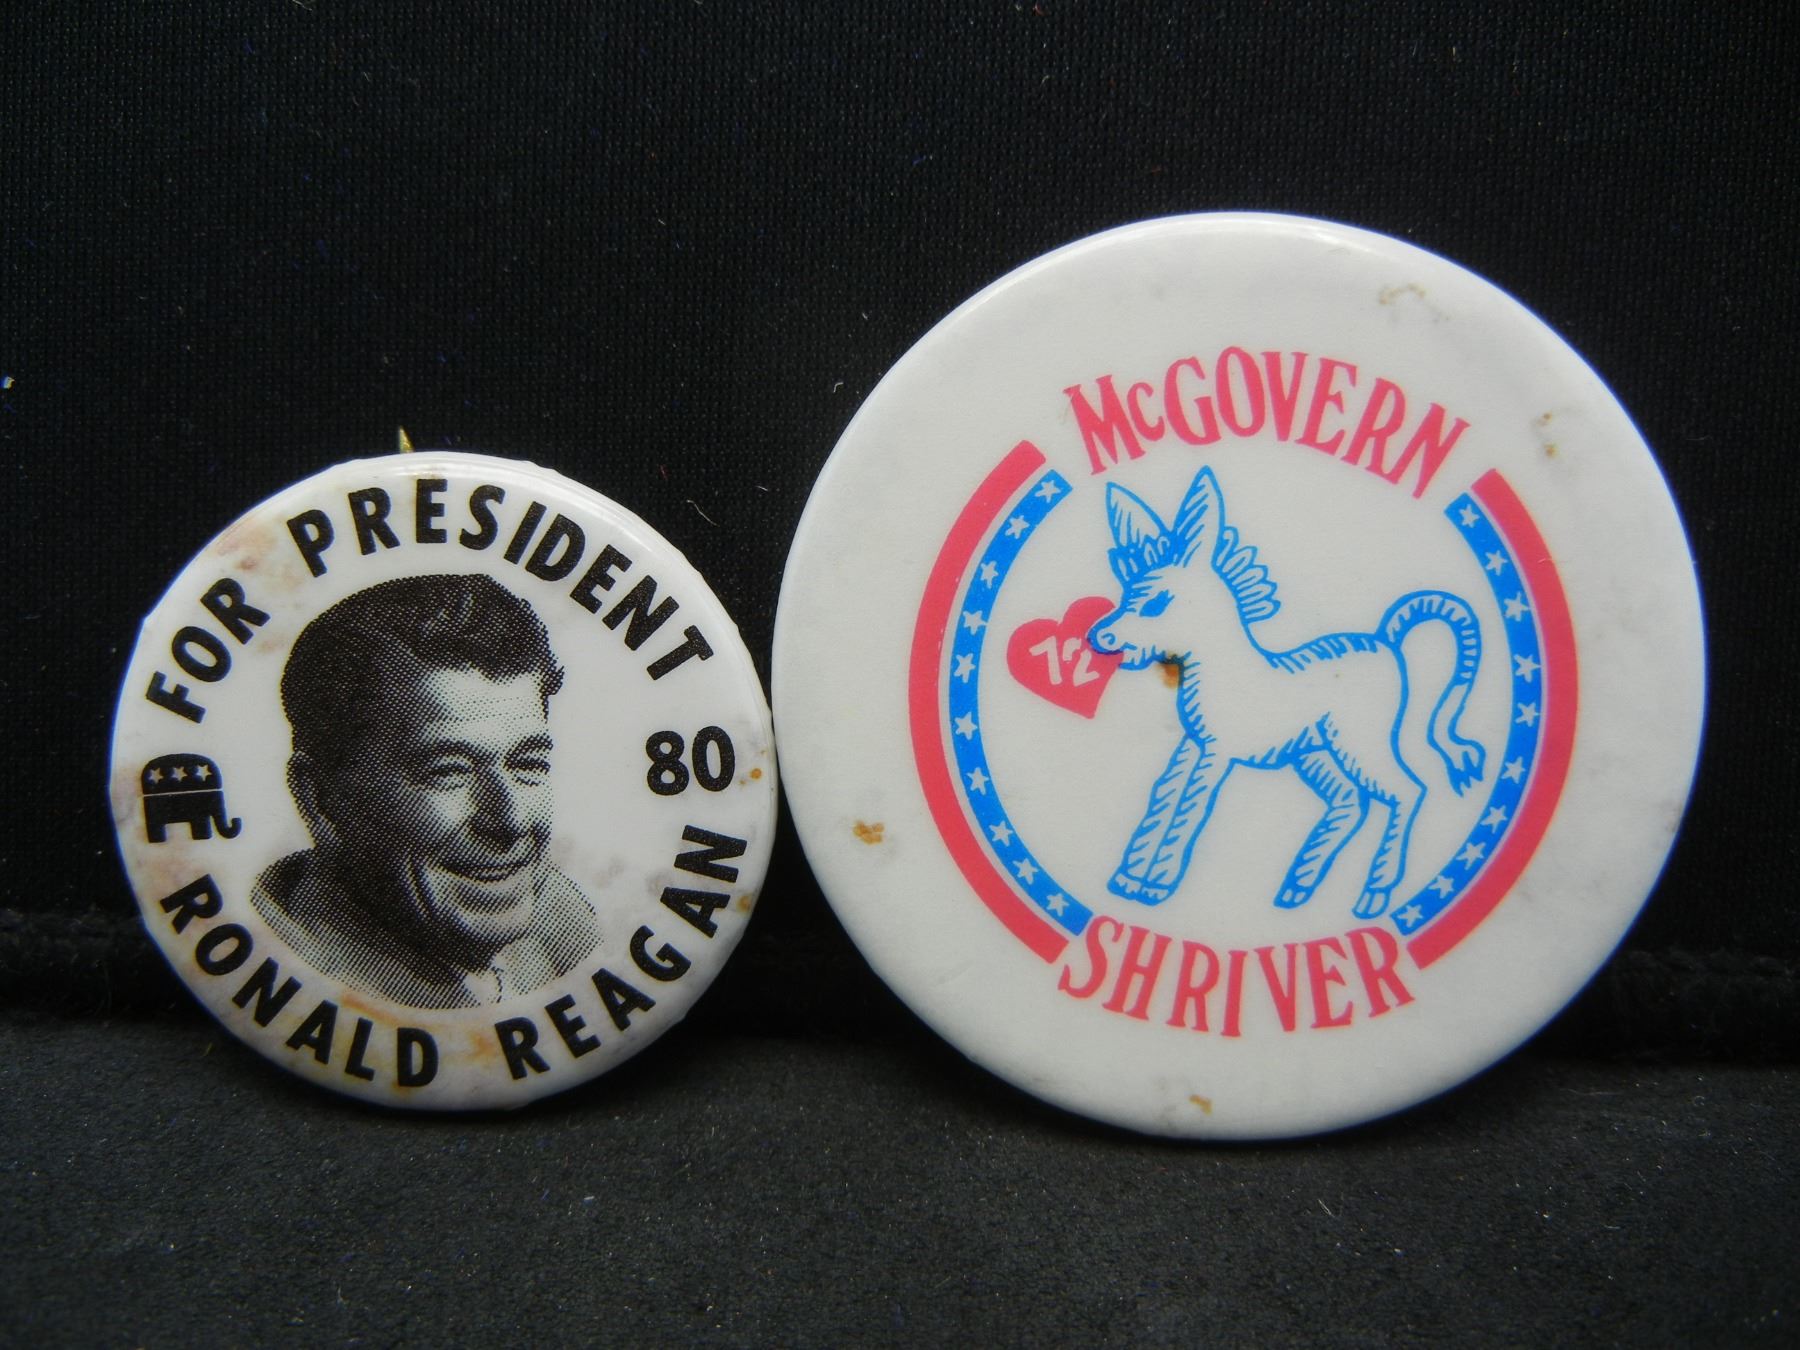 FOR PRESIDENT
80
RONALD REAGAN
McGOVERN
72
SHRIVER